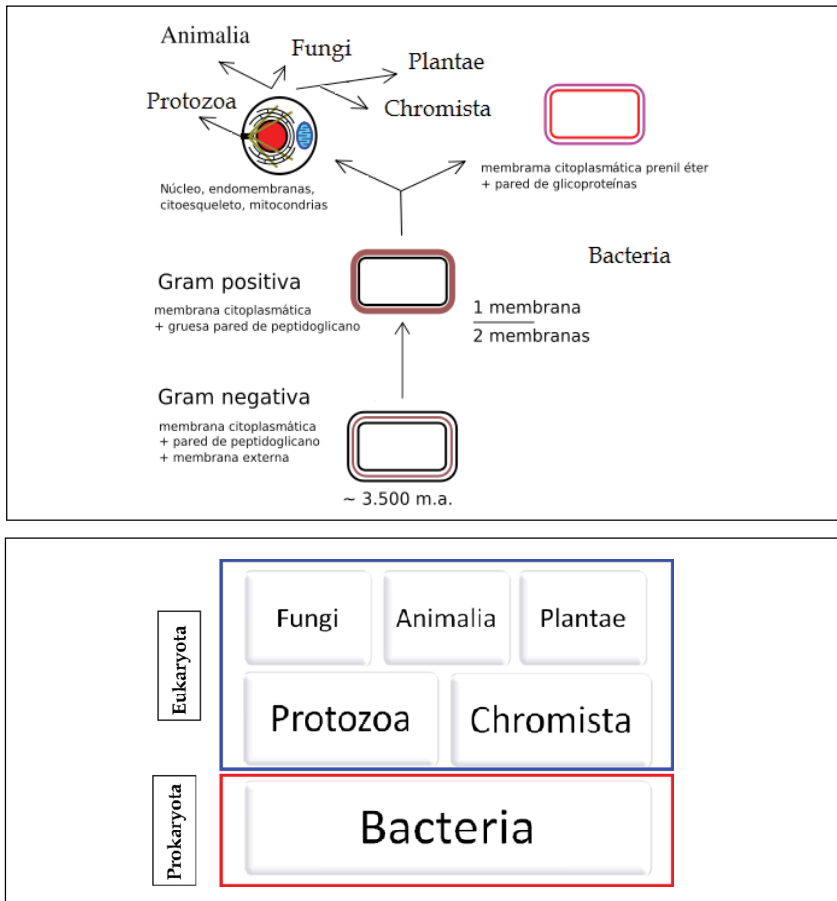 Animalia
Fungi
Plantae
Protozoa
Chromista
Núcleo, endomembranas,
citoesqueleto, mitocondrias
membrama citoplasmática prenil éter
+ pared de glicoproteínas
Bacteria
Gram positiva
membrana citoplasmática
+ gruesa pared de peptidoglicano
1 membrana
2 membranas
Gram negativa
membrana citoplasmática
+ pared de peptidoglicano
+ membrana externa
~ 3.500 m.a.
Eukaryota
Fungi
Animalia
Plantae
Protozoa
Chromista
Prokaryota
Bacteria